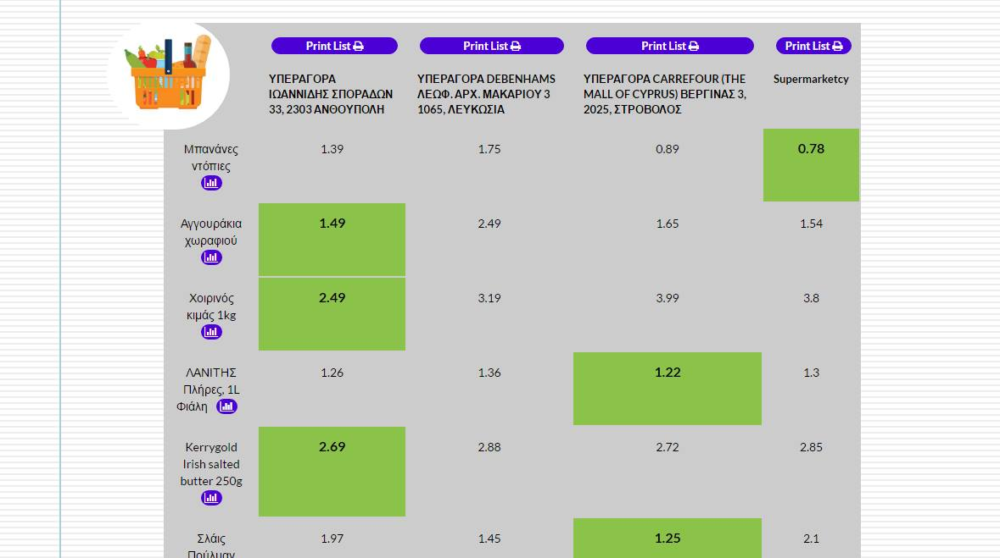 Print List
Print List
Print List
Print List
ΥΠΕΡΑΓΟΡΑ
ΙΩΑΝΝΙΔΗΣ ΣΠΟΡΑΔΩΝ
33, 2303 ΑΝΘΟΥΠΟΛΗ
ΥΠΕΡΑΓΟΡΑ DEBENHAMS
ΛΕΩΦ. ΑΡΧ. ΜΑΚΑΡΙΟΥ 3
1065, ΛΕΥΚΩΣΙΑ
ΥΠΕΡΑΓΟΡΑ CARREFOUR (THE
MALL OF CYPRUS) ΒΕΡΓΙΝΑΣ 3,
2025, ΣΤΡΟΒΟΛΟΣ
Supermarketcy
Μπανάνες
ντόπιες
1.39
1.75
0.89
0.78
Αγγουράκια
χωραφιού
1.49
2.49
1.65
1.54
Χοιρινός
κιμάς 1kg
2.49
3.19
3.99
3.8
ΛΑΝΙΤΗΣ
Πλήρες, 1L
Φιάλη
1.26
1.36
1.22
1.3
Kerrygold
Irish salted
butter 250g
2.69
2.88
2.72
2.85
Σλάις
Πούλμαν
1.97
1.45
1.25
2.1